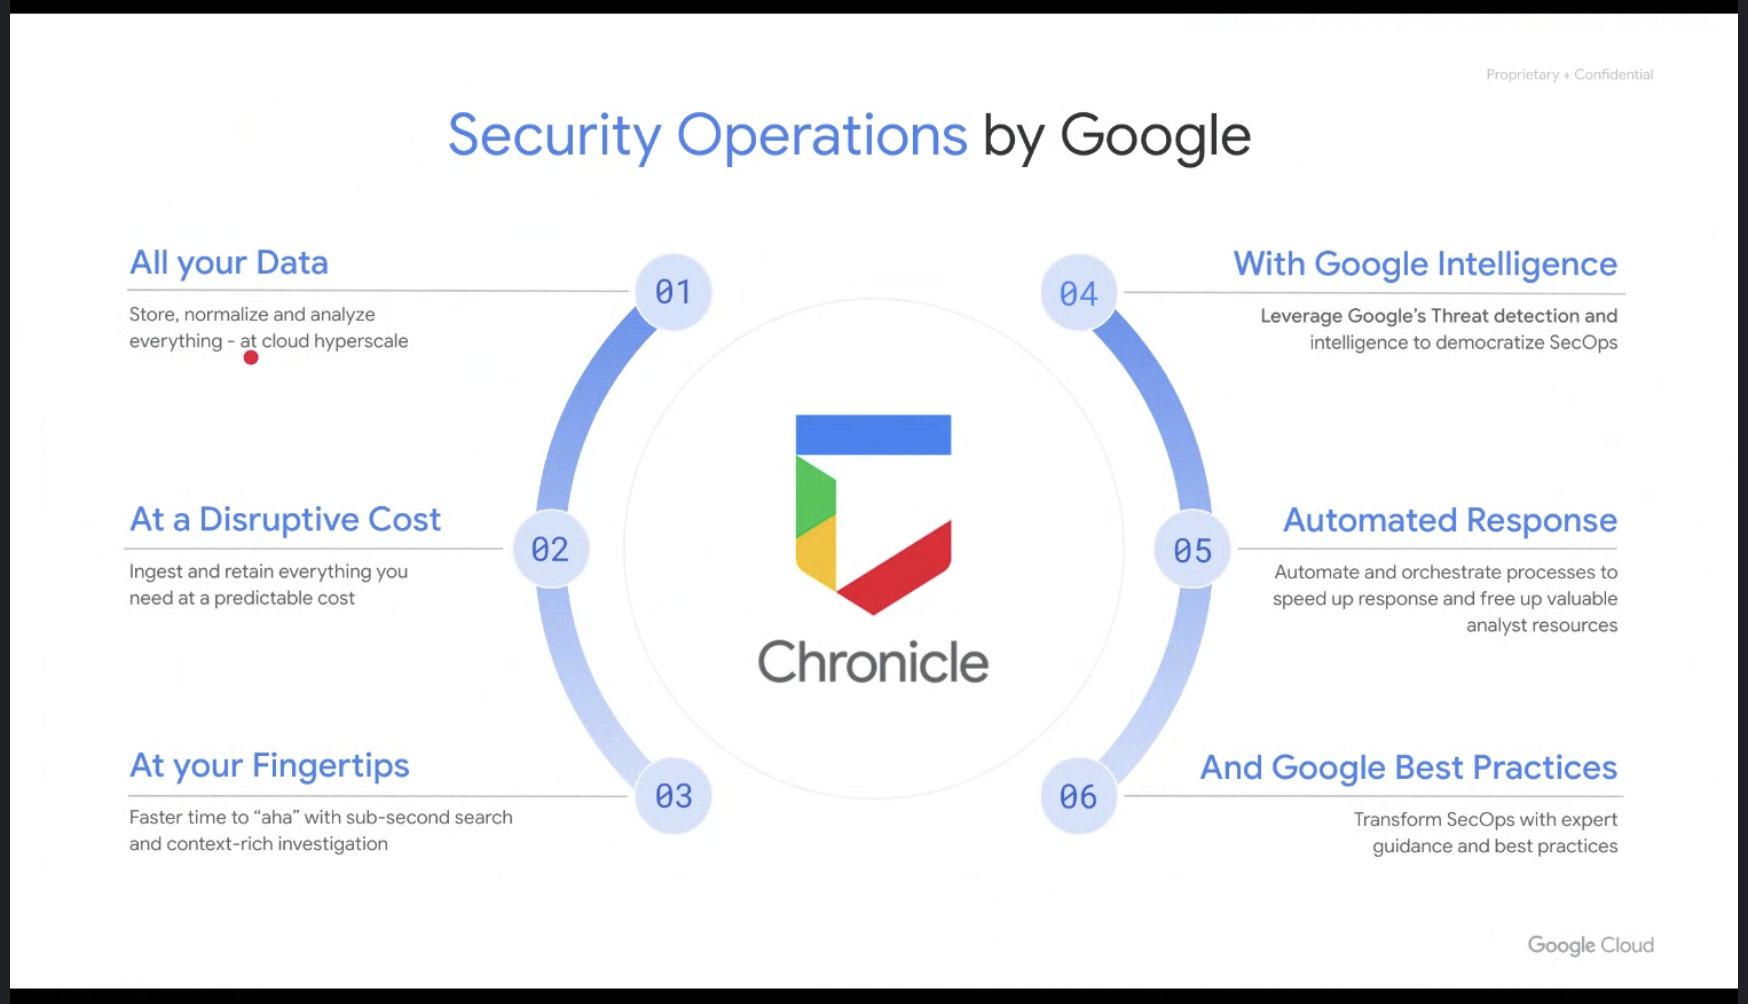 Proprietary + Confidential
Security Operations by Google
All your Data
Store, normalize and analyze
everything - at cloud hyperscale
01
At a Disruptive Cost
Ingest and retain everything you
need at a predictable cost
02
At your Fingertips
Faster time to “aha” with sub-second search
and context-rich investigation
03
Chronicle
04
With Google Intelligence
Leverage Google’s Threat detection and
intelligence to democratize SecOps
05
Automated Response
Automate and orchestrate processes to
speed up response and free up valuable
analyst resources
06
And Google Best Practices
Transform SecOps with expert
guidance and best practices
Google Cloud